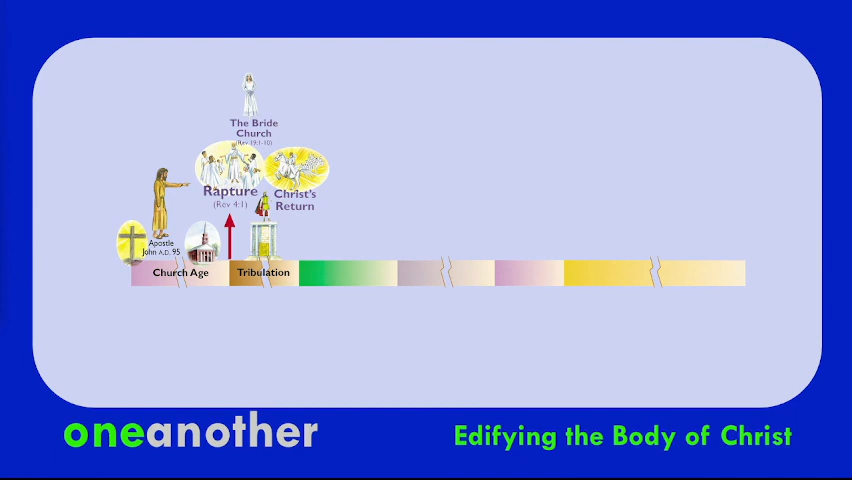 The Bride
Church
(Rev 19:1-10)
Rapture
(Rev 4:1)
Christ's
Return
Apostle
John A.D. 95
Church Age
Tribulation
oneanother
Edifying the Body of Christ